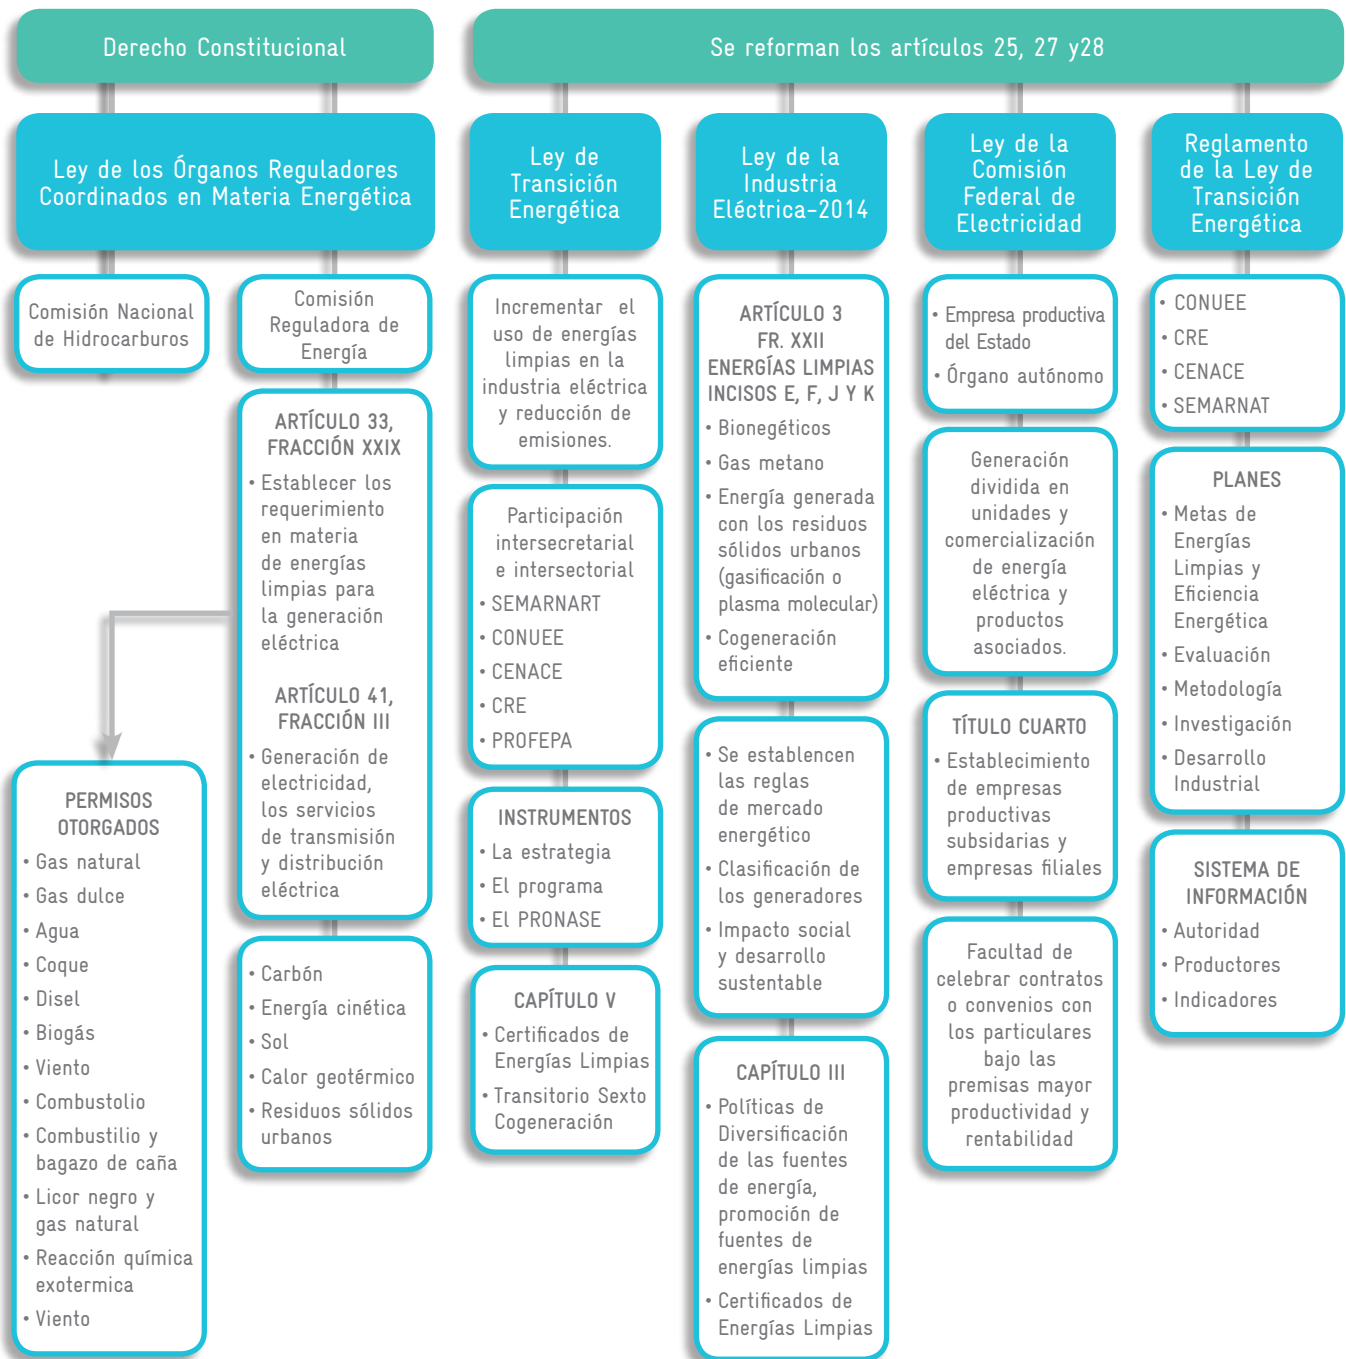 Derecho Constitucional
Se reforman los artículos 25, 27 y28
Ley de los Órganos Reguladores
Coordinados en Materia Energética
Comisión Nacional
de Hidrocarburos
Comisión
Reguladora de
Energía
ARTÍCULO 33,
FRACCIÓN XXIX
• Establecer los
requerimiento
en materia
de energías
limpias para
la generación
eléctrica
ARTÍCULO 41,
FRACCIÓN III
• Generación de
electricidad,
los servicios
de transmisión
y distribución
eléctrica
PERMISOS
OTORGADOS
• Gas natural
• Gas dulce
• Agua
• Coque
• Disel
• Biogás
• Viento
• Combustolio
• Combustilio y
bagazo de caña
• Licor negro y
gas natural
• Reacción química
exotermica
• Viento
• Carbón
• Energía cinética
• Sol
• Calor geotérmico
• Residuos sólidos
urbanos
Ley de
Transición
Energética
Incrementar el
uso de energías
limpias en la
industria eléctrica
y reducción de
emisiones.
Participación
intersecretarial
e intersectorial
• SEMARNART
• CONUEE
• CENACE
• CRE
• PROFEPA
INSTRUMENTOS
• La estrategia
• El programa
• El PRONASE
CAPÍTULO V
• Certificados de
Energías Limpias
• Transitorio Sexto
Cogeneración
Ley de la
Industria
Eléctrica-2014
ARTÍCULO 3
FR. XXII
ENERGÍAS LIMPIAS
INCISOS E, F, J Y K
• Bionegéticos
• Gas metano
• Energía generada
con los residuos
sólidos urbanos
(gasificación o
plasma molecular)
• Cogeneración
eficiente
• Se establencen
las reglas
de mercado
energético
• Clasificación de
los generadores
• Impacto social
y desarrollo
sustentable
CAPÍTULO III
• Políticas de
Diversificación
de las fuentes
de energía,
promoción de
fuentes de
energías limpias
• Certificados de
Energías Limpias
Ley de la
Comisión
Federal de
Electricidad
• Empresa productiva
del Estado
• Órgano autónomo
Generación
dividida en
unidades y
comercialización
de energía
eléctrica y
productos
asociados.
TÍTULO CUARTO
• Establecimiento
de empresas
productivas
subsidarias y
empresas filiales
Facultad de
celebrar contratos
o convenios con
los particulares
bajo las
premisas mayor
productividad y
rentabilidad
Reglamento
de la Ley de
Transición
Energética
• CONUEE
• CRE
• CENACE
• SEMARNAT
PLANES
• Metas de
Energías
Limpias y
Eficiencia
Energética
• Evaluación
• Metodología
• Investigación
• Desarrollo
Industrial
SISTEMA DE
INFORMACIÓN
• Autoridad
• Productores
• Indicadores